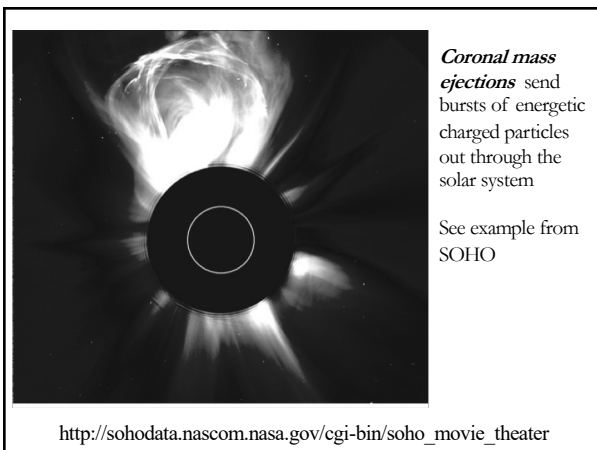 Coronal mass
ejections send
bursts of energetic
charged particles
out through the
solar system
See example from
SOHO
http://sohodata.nascom.nasa.gov/cgi-bin/soho_movie_theater